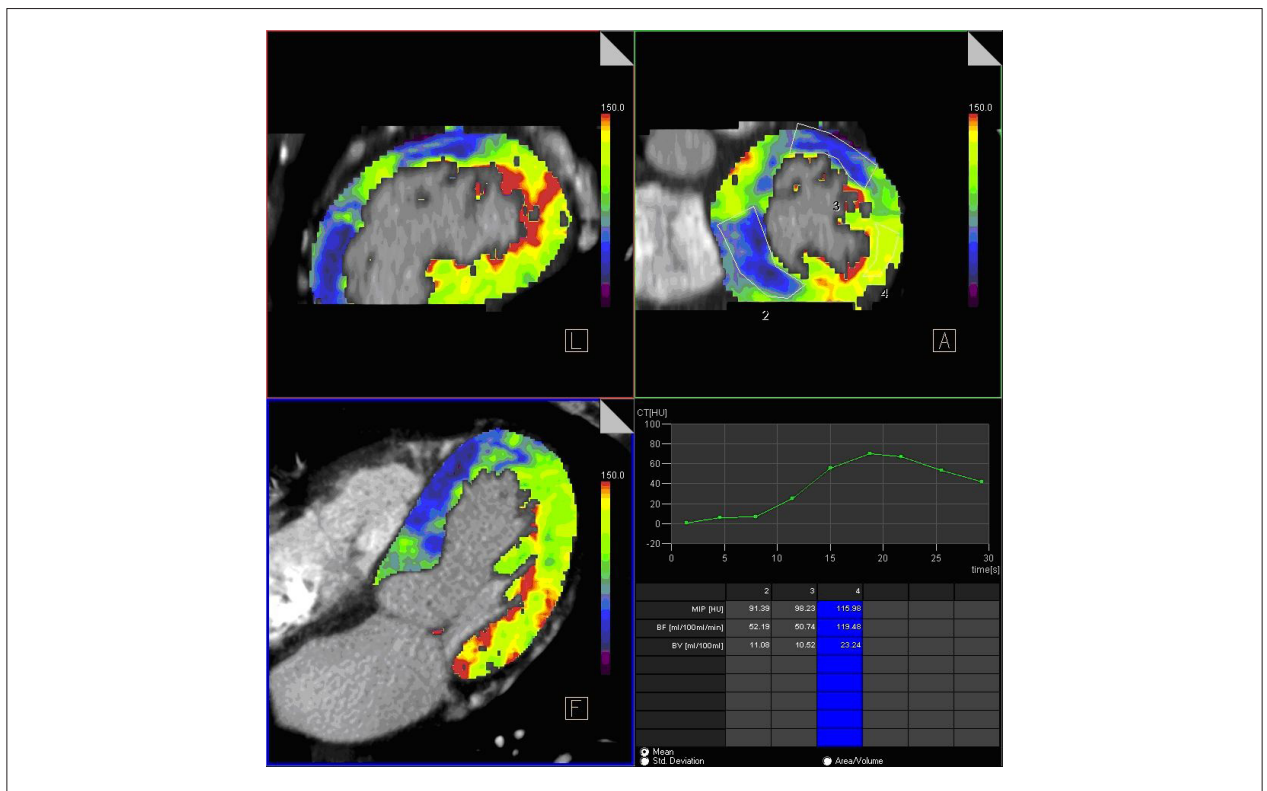 150.0
L
150.0
3
4
2
A
150.0
F
CT[HU]
100
80
60
40
20
0
-20
0 5 10 15 20 25 30
time[s]
2 3 4
MIP [HU] 91.39 98.23 115.98
BF [ml/100ml/min] 52.19 50.74 119.48
BV [ml/100ml] 11.08 10.52 23.24
Mean
Std. Deviation Area/Volume